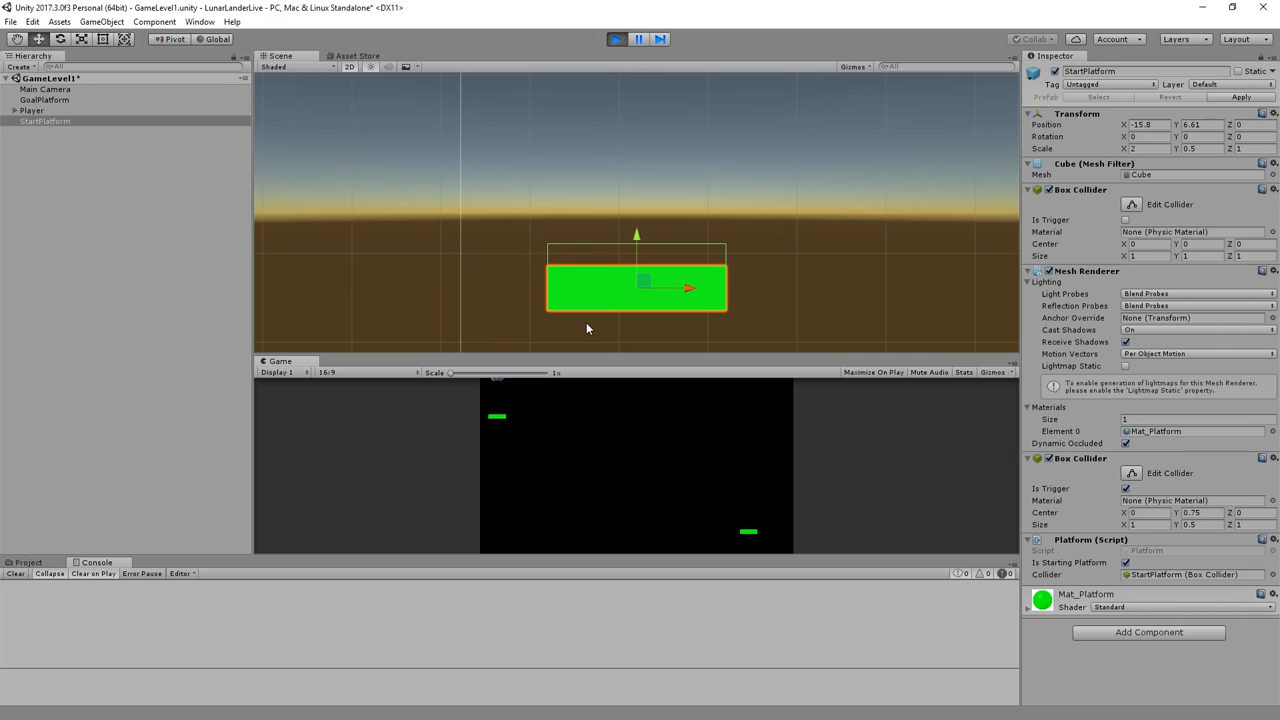 Unity 2017.3.0f3 Personal (64bit) - GameLevel1.unity - LunarLanderLive - PC, Mac & Linux Standalone* <DX11>
File Edit Assets GameObject Component Window Help
Pivot Global Collab Account Layers Layout
Hierarchy Scene Asset Store Inspector
Create All Shaded 2D Gizmos All
GameLevel1*
Main Camera
GoalPlatform
Player
StartPlatform
StartPlatform Static
Tag Untagged Layer Default
Prefab Select Revert Apply
Transform
Position X -15.8 Y 6.61 Z 0
Rotation X 0 Y 0 Z 0
Scale X 2 Y 0.5 Z 1
Cube (Mesh Filter)
Mesh Cube
Box Collider
Edit Collider
Is Trigger
Material None (Physic Material)
Center X 0 Y 0 Z 0
Size X 1 Y 1 Z 1
Mesh Renderer
Lighting
Light Probes Blend Probes
Reflection Probes Blend Probes
Anchor Override None (Transform)
Cast Shadows On
Receive Shadows
Motion Vectors Per Object Motion
Lightmap Static
To enable generation of lightmaps for this Mesh Renderer,
please enable the 'Lightmap Static' property.
Materials
Size 1
Element 0 Mat_Platform
Dynamic Occluded
Box Collider
Edit Collider
Is Trigger
Material None (Physic Material)
Center X 0 Y 0.75 Z 0
Size X 1 Y 0.5 Z 1
Platform (Script)
Script Platform
Is Starting Platform
Collider StartPlatform (Box Collider)
Mat_Platform
Shader Standard
Add Component
Game
Display 1 16:9 Scale 1x Maximize On Play Mute Audio Stats Gizmos
Project Console
Clear Collapse Clear on Play Error Pause Editor 0 0 0